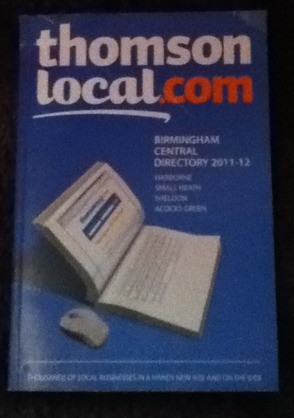 thomson
local.com
BIRMINGHAM
CENTRAL
DIRECTORY 2011-12
HARBORNE
SMALL HEATH
SHELDON
ACOCKS GREEN
THOUSANDS OF LOCAL BUSINESSES IN A HANDY NEW SIZE AND ON THE WEB